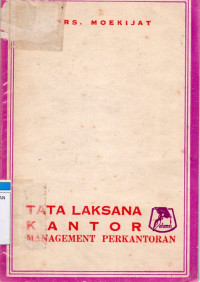 RS. MOEKIJAT
TATA LAKSANA
KANTOR
MANAGEMENT PERKANTORAN